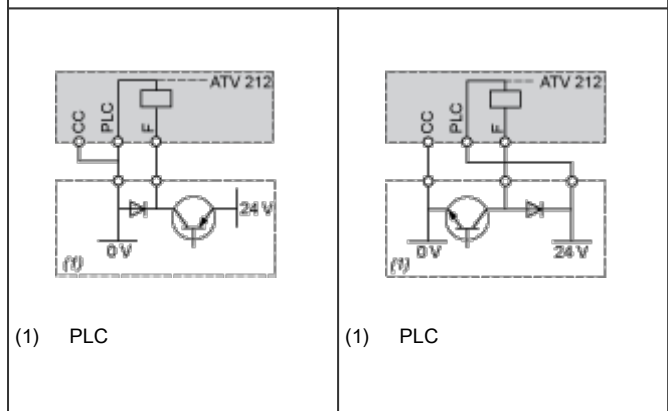 ATV 212
CC
PLC
F
0 V
24 V
(1)
(1) PLC
ATV 212
CC
PLC
F
0 V
24 V
(1)
(1) PLC